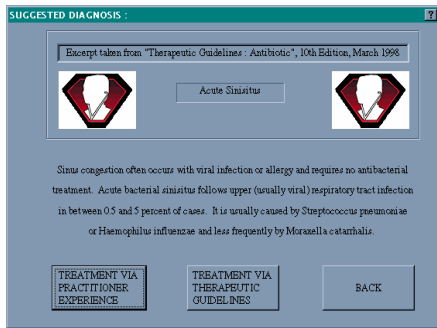 SUGGESTED DIAGNOSIS :
?
Excerpt taken from "Therapeutic Guidelines : Antibiotic", 10th Edition, March 1998
Acute Sinisitus
Sinus congestion often occurs with viral infection or allergy and requires no antibacterial
treatment. Acute bacterial sinisitus follows upper (usually viral) respiratory tract infection
in between 0.5 and 5 percent of cases. It is usually caused by Streptococcus pneumoniae
or Haemophilus influenzae and less frequently by Moraxella catarrhalis.
TREATMENT VIA
PRACTITIONER
EXPERIENCE
TREATMENT VIA
THERAPEUTIC
GUIDELINES
BACK